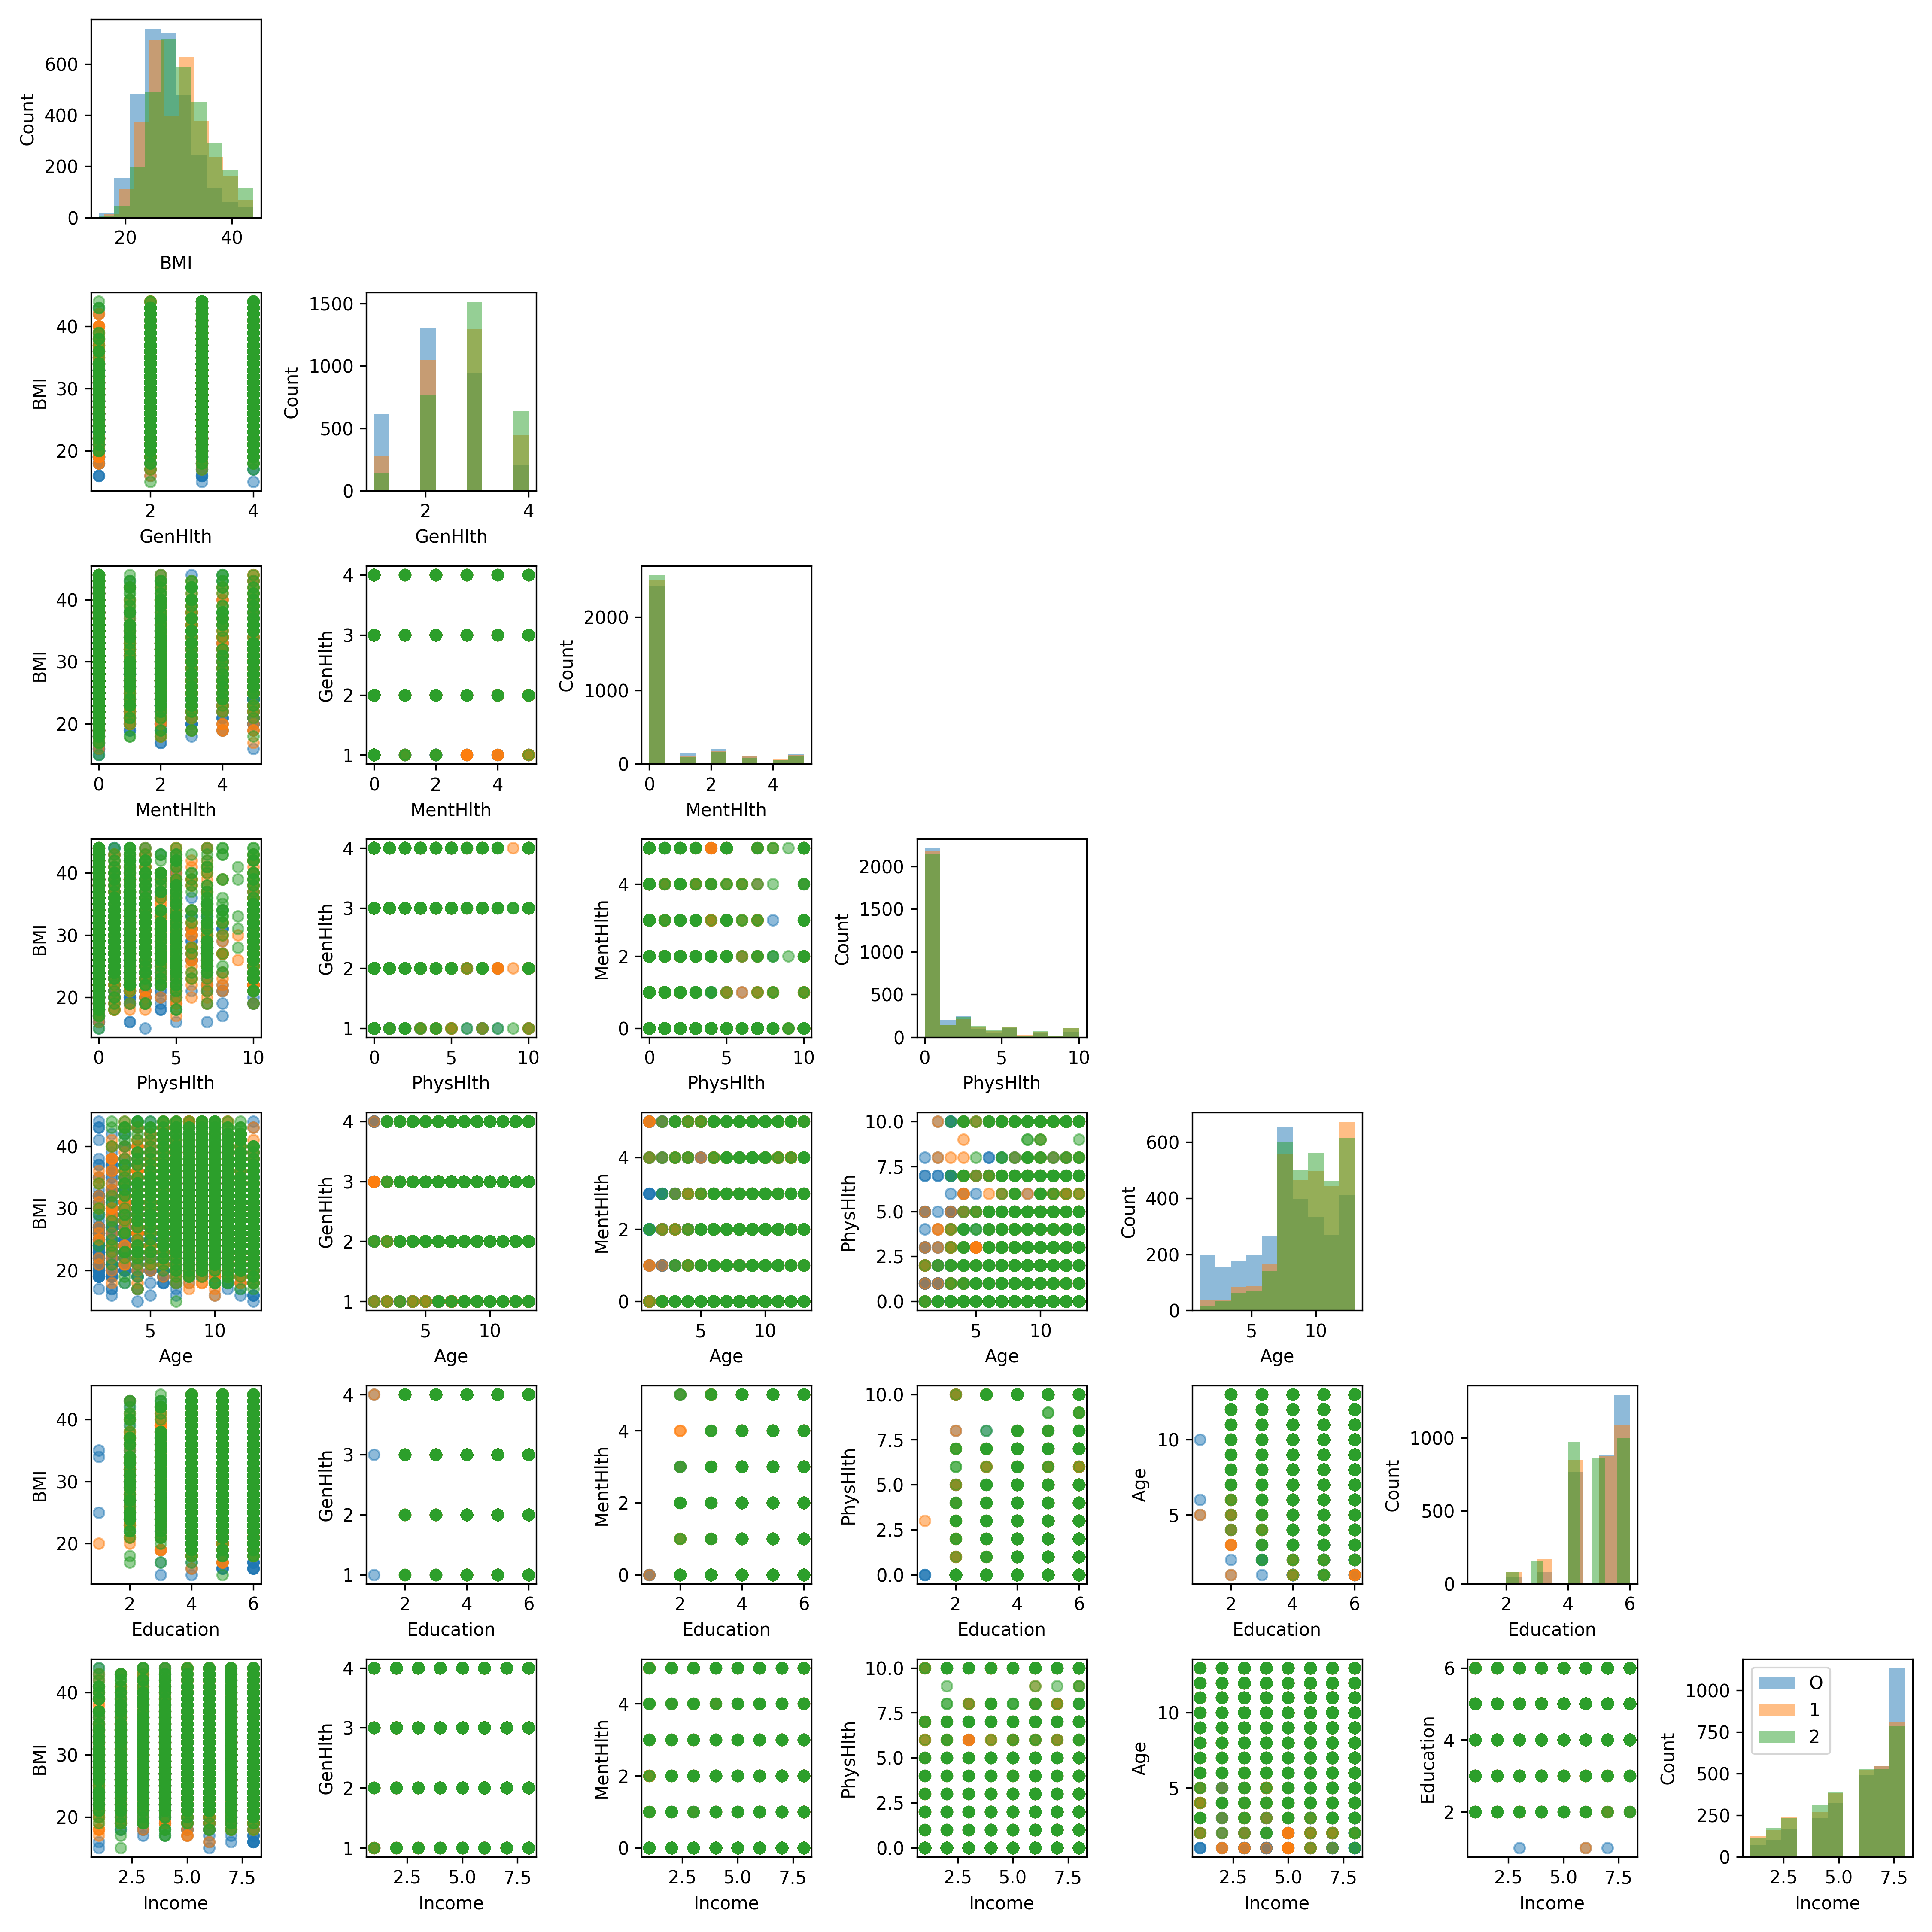 600
400
200
0
Count
20 40
BMI
40
30
20
BMI
2 4
GenHlth
1500
1000
500
0
Count
2 4
GenHlth
40
30
20
BMI
0 2 4
MentHlth
4
3
2
1
GenHlth
0 2 4
MentHlth
2000
1000
0
Count
0 2 4
MentHlth
40
30
20
BMI
0 5 10
PhysHlth
4
3
2
1
GenHlth
0 5 10
PhysHlth
4
2
0
MentHlth
0 5 10
PhysHlth
2000
1500
1000
500
0
Count
0 5 10
PhysHlth
40
30
20
BMI
5 10
Age
4
3
2
1
GenHlth
5 10
Age
4
2
0
MentHlth
5 10
Age
10.0
7.5
5.0
2.5
0.0
PhysHlth
5 10
Age
600
400
200
0
Count
5 10
Age
40
30
20
BMI
2 4 6
Education
4
3
2
1
GenHlth
2 4 6
Education
4
2
0
MentHlth
2 4 6
Education
10.0
7.5
5.0
2.5
0.0
PhysHlth
2 4 6
Education
10
5
Age
2 4 6
Education
1000
500
0
Count
2 4 6
Education
40
30
20
BMI
2.5 5.0 7.5
Income
4
3
2
1
GenHlth
2.5 5.0 7.5
Income
4
2
0
MentHlth
2.5 5.0 7.5
Income
10.0
7.5
5.0
2.5
0.0
PhysHlth
2.5 5.0 7.5
Income
10
5
Age
2.5 5.0 7.5
Income
6
4
2
Education
2.5 5.0 7.5
Income
1000
750
500
250
0
Count
O
1
2
2.5 5.0 7.5
Income